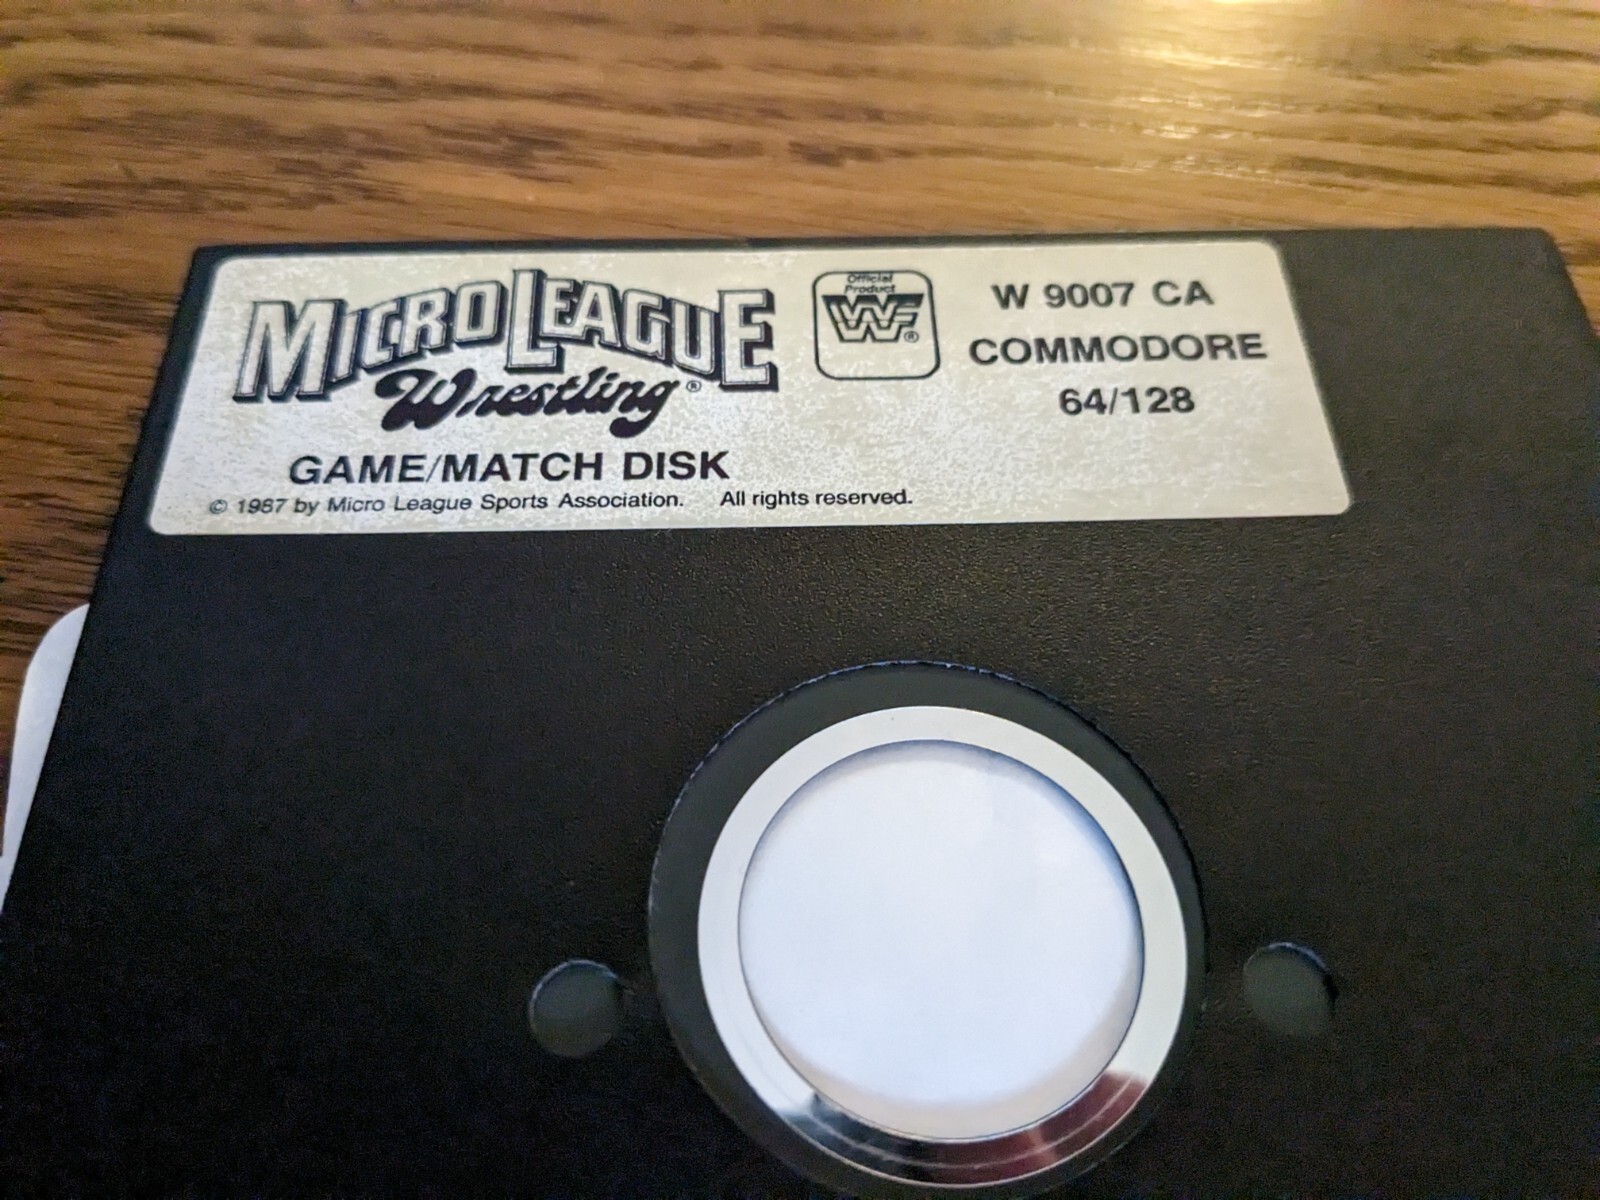 MICROLEAGUE
Wrestling®
GAME/MATCH DISK
© 1987 by Micro League Sports Association. All rights reserved.
Official
Product
WF®
W 9007 CA
COMMODORE
64/128